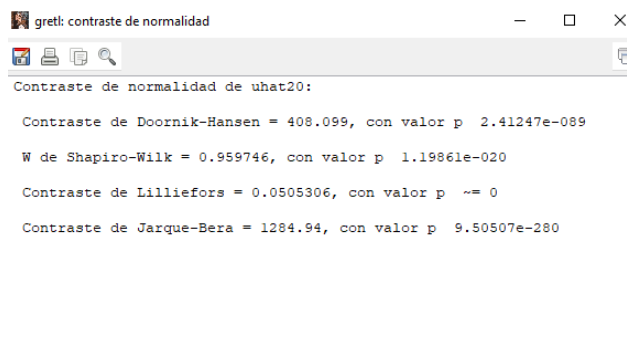 gretl: contraste de normalidad
Contraste de normalidad de uhat20:
Contraste de Doornik-Hansen = 408.099, con valor p 2.41247e-089
W de Shapiro-Wilk = 0.959746, con valor p 1.19861e-020
Contraste de Lilliefors = 0.0505306, con valor p ~= 0
Contraste de Jarque-Bera = 1284.94, con valor p 9.50507e-280